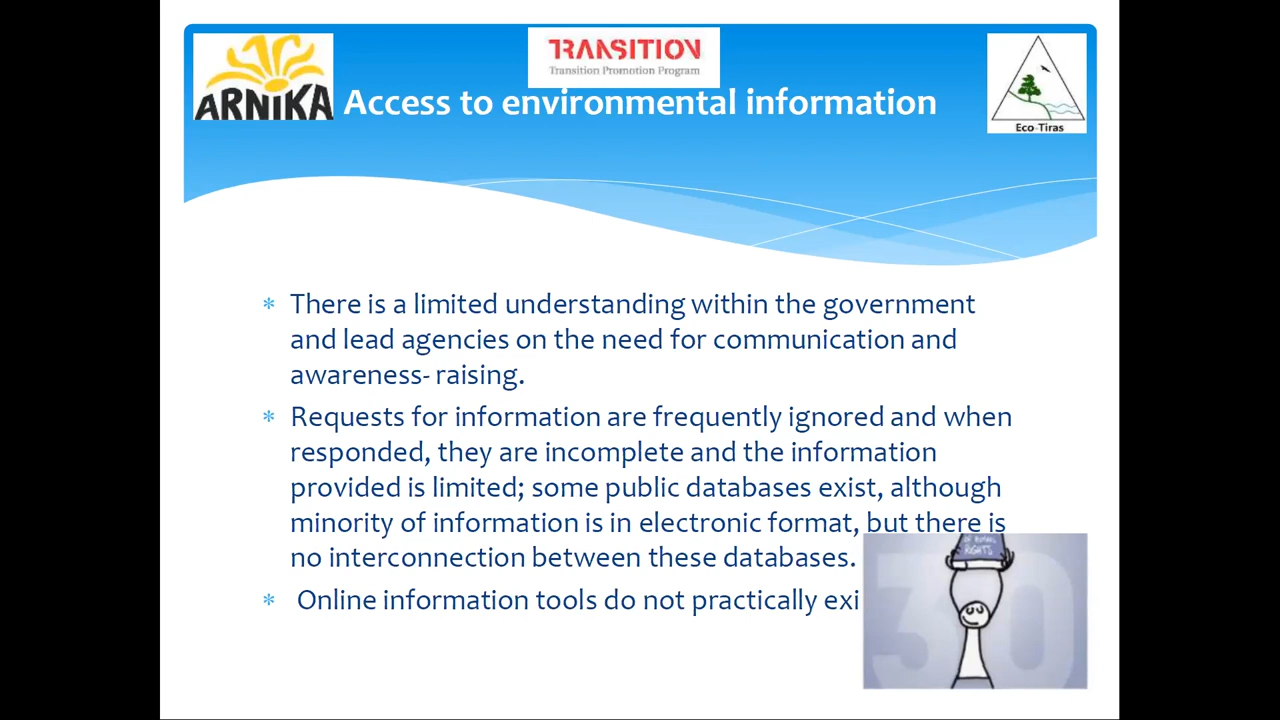 ARNIKA
TRANSITION
Transition Promotion Program
Access to environmental information
Eco-Tiras
* There is a limited understanding within the government
and lead agencies on the need for communication and
awareness- raising.
* Requests for information are frequently ignored and when
responded, they are incomplete and the information
provided is limited; some public databases exist, although
minority of information is in electronic format, but there is
no interconnection between these databases.
* Online information tools do not practically exi
RIGHTS
30